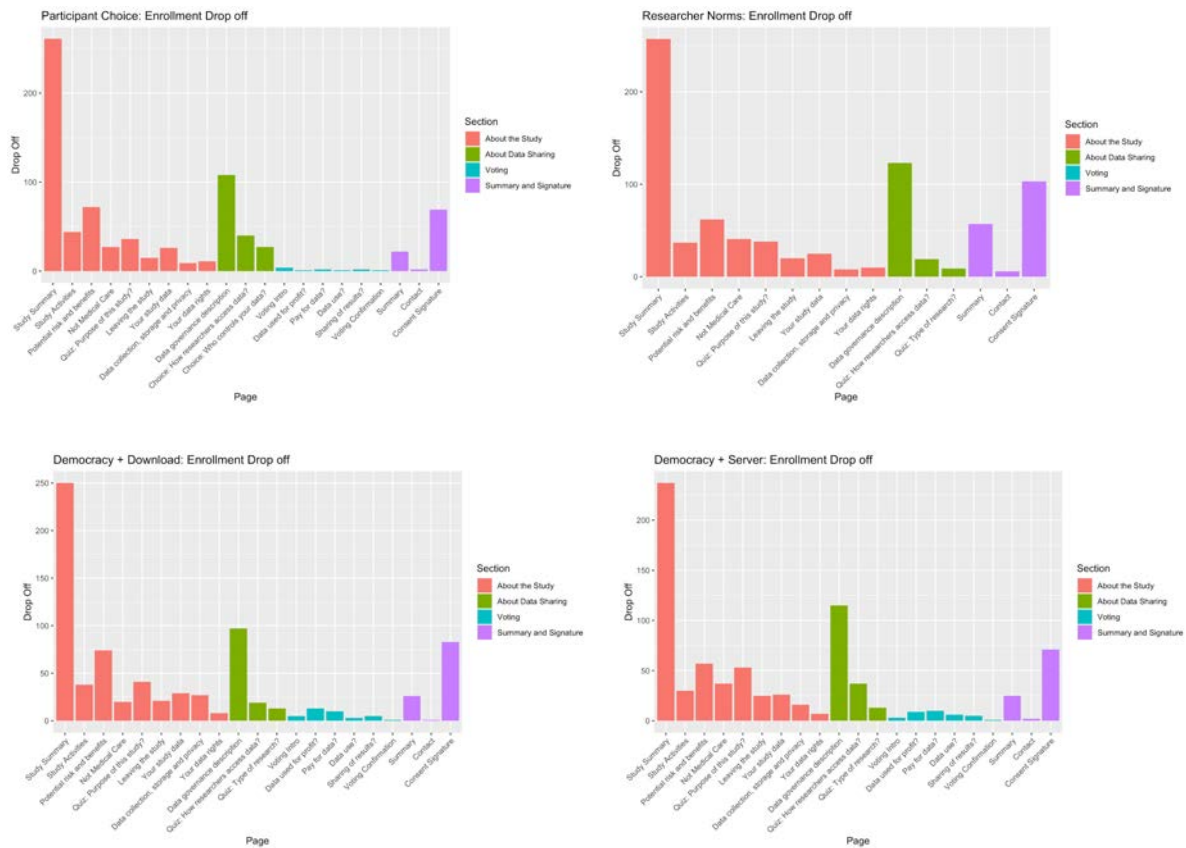 Participant Choice: Enrollment Drop off
Drop Off
200
100
0
Study Summary
Study Activities
Potential risk and benefits
Not Medical Care
Quiz: Purpose of this study?
Leaving the study
Your study data
Data collection, storage and privacy
Your data rights
Data governance description
Choice: How researchers access data?
Choice: Who controls your data?
Voting Intro
Data used for profit?
Pay for data?
Data use?
Sharing of results?
Voting Confirmation
Summary
Contact
Consent Signature
Page
Section
About the Study
About Data Sharing
Voting
Summary and Signature
Researcher Norms: Enrollment Drop off
Drop Off
200
100
0
Study Summary
Study Activities
Potential risk and benefits
Not Medical Care
Quiz: Purpose of this study?
Leaving the study
Your study data
Data collection, storage and privacy
Your data rights
Data governance description
Quiz: How researchers access data?
Quiz: Type of research?
Summary
Contact
Consent Signature
Page
Section
About the Study
About Data Sharing
Voting
Summary and Signature
Democracy + Download: Enrollment Drop off
Drop Off
250
200
150
100
50
0
Study Summary
Study Activities
Potential risk and benefits
Not Medical Care
Quiz: Purpose of this study?
Leaving the study
Your study data
Data collection, storage and privacy
Your data rights
Data governance description
Quiz: How researchers access data?
Quiz: Type of research?
Voting Intro
Data used for profit?
Pay for data?
Data use?
Sharing of results?
Voting Confirmation
Summary
Contact
Consent Signature
Page
Section
About the Study
About Data Sharing
Voting
Summary and Signature
Democracy + Server: Enrollment Drop off
Drop Off
200
150
100
50
0
Study Summary
Study Activities
Potential risk and benefits
Not Medical Care
Quiz: Purpose of this study?
Leaving the study
Your study data
Data collection, storage and privacy
Your data rights
Data governance description
Quiz: How researchers access data?
Quiz: Type of research?
Voting Intro
Data used for profit?
Pay for data?
Data use?
Sharing of results?
Voting Confirmation
Summary
Contact
Consent Signature
Page
Section
About the Study
About Data Sharing
Voting
Summary and Signature